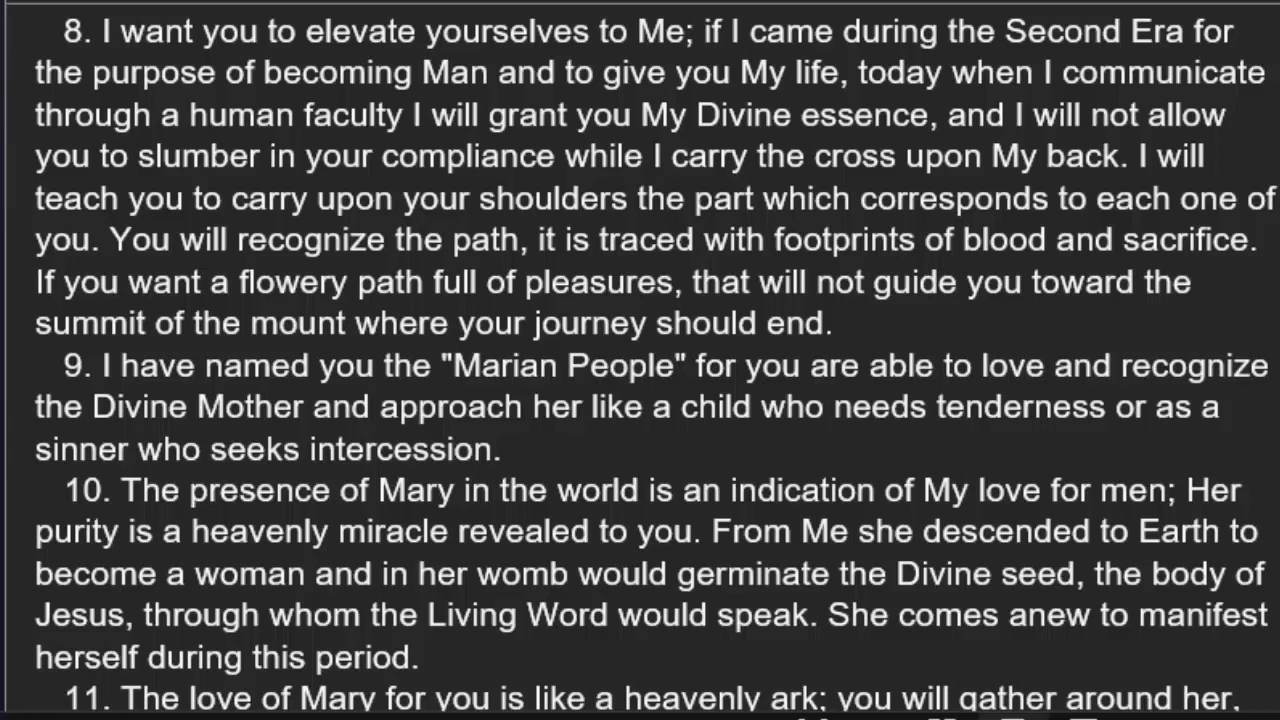 8. I want you to elevate yourselves to Me; if I came during the Second Era for
the purpose of becoming Man and to give you My life, today when I communicate
through a human faculty I will grant you My Divine essence, and I will not allow
you to slumber in your compliance while I carry the cross upon My back. I will
teach you to carry upon your shoulders the part which corresponds to each one of
you. You will recognize the path, it is traced with footprints of blood and sacrifice.
If you want a flowery path full of pleasures, that will not guide you toward the
summit of the mount where your journey should end.
9. I have named you the "Marian People" for you are able to love and recognize
the Divine Mother and approach her like a child who needs tenderness or as a
sinner who seeks intercession.
10. The presence of Mary in the world is an indication of My love for men; Her
purity is a heavenly miracle revealed to you. From Me she descended to Earth to
become a woman and in her womb would germinate the Divine seed, the body of
Jesus, through whom the Living Word would speak. She comes anew to manifest
herself during this period.
11. The love of Mary for you is like a heavenly ark; you will gather around her,